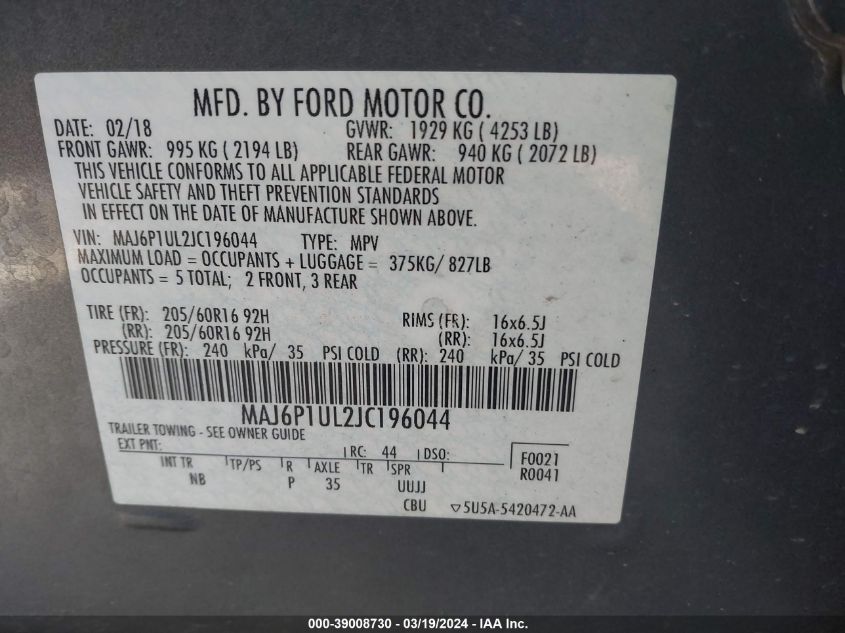 MFD. BY FORD MOTOR CO.
DATE: 02/18 GVWR: 1929 KG ( 4253 LB)
FRONT GAWR: 995 KG ( 2194 LB) REAR GAWR: 940 KG ( 2072 LB)
THIS VEHICLE CONFORMS TO ALL APPLICABLE FEDERAL MOTOR
VEHICLE SAFETY AND THEFT PREVENTION STANDARDS
IN EFFECT ON THE DATE OF MANUFACTURE SHOWN ABOVE.
VIN: MAJ6P1UL2JC196044 TYPE: MPV
MAXIMUM LOAD = OCCUPANTS + LUGGAGE = 375KG/ 827LB
OCCUPANTS = 5 TOTAL; 2 FRONT, 3 REAR
TIRE (FR): 205/60R16 92H RIMS (FR): 16x6.5J
(RR): 205/60R16 92H (RR): 16x6.5J
PRESSURE (FR): 240 kPa/ 35 PSI COLD (RR): 240 kPa/ 35 PSI COLD
MAJ6P1UL2JC196044
TRAILER TOWING - SEE OWNER GUIDE
EXT PNT: RC: 44 DSO: F0021
INT TR TP/PS R AXLE TR SPR R0041
NB P 35 UUJJ
CBU ▽5U5A-5420472-AA
000-39008730 - 03/19/2024 - IAA Inc.